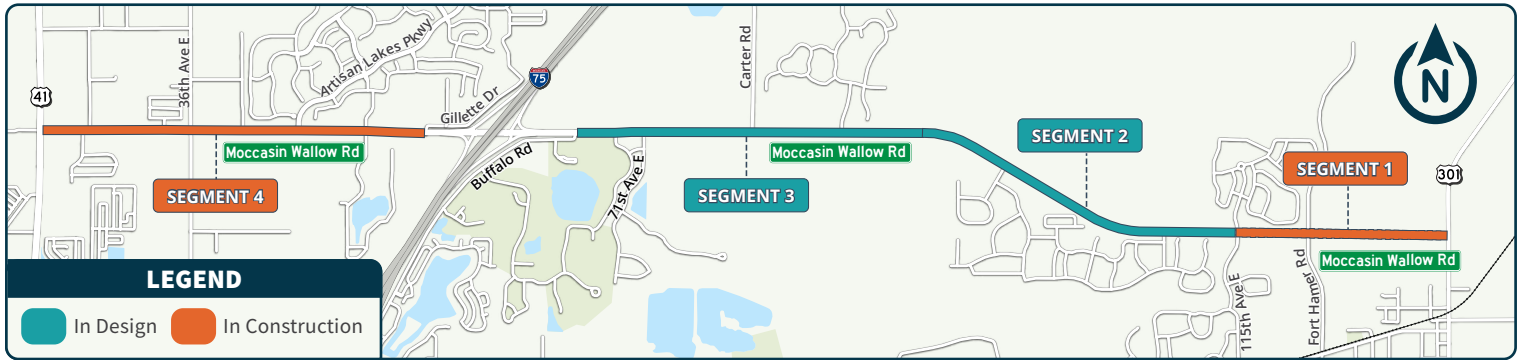 41
36th Ave E
Artisan Lakes Pkwy
Gillette Dr
75
Carter Rd
N
Moccasin Wallow Rd
SEGMENT 4
Buffalo Rd
71st Ave E
Moccasin Wallow Rd
SEGMENT 3
SEGMENT 2
SEGMENT 1
301
Moccasin Wallow Rd
115th Ave E
Fort Hamer Rd
LEGEND
In Design
In Construction